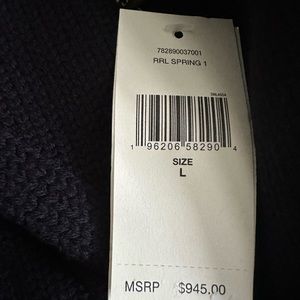 782890037001
RRL SPRING 1
1 96206 58290 4
SIZE
L
MSRP $945.00